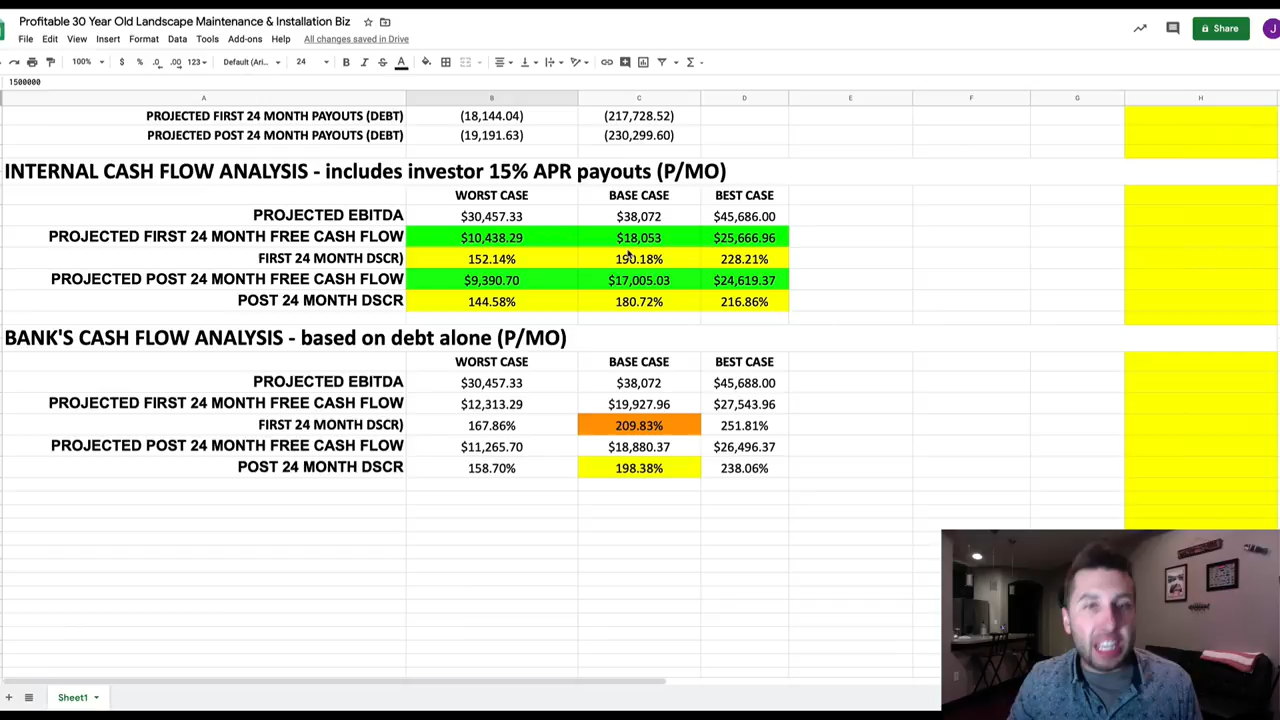 Profitable 30 Year Old Landscape Maintenance & Installation Biz
File Edit View Insert Format Data Tools Add-ons Help All changes saved in Drive
Share J
100% $ % .0 .00 123 Default (Ari... 24 B I S A
1500000
A B C D E F G H
PROJECTED FIRST 24 MONTH PAYOUTS (DEBT) (18,144.04) (217,728.52)
PROJECTED POST 24 MONTH PAYOUTS (DEBT) (19,191.63) (230,299.60)
INTERNAL CASH FLOW ANALYSIS - includes investor 15% APR payouts (P/MO)
WORST CASE BASE CASE BEST CASE
PROJECTED EBITDA $30,457.33 $38,072 $45,686.00
PROJECTED FIRST 24 MONTH FREE CASH FLOW $10,438.29 $18,053 $25,666.96
FIRST 24 MONTH DSCR) 152.14% 190.18% 228.21%
PROJECTED POST 24 MONTH FREE CASH FLOW $9,390.70 $17,005.03 $24,619.37
POST 24 MONTH DSCR 144.58% 180.72% 216.86%
BANK'S CASH FLOW ANALYSIS - based on debt alone (P/MO)
WORST CASE BASE CASE BEST CASE
PROJECTED EBITDA $30,457.33 $38,072 $45,688.00
PROJECTED FIRST 24 MONTH FREE CASH FLOW $12,313.29 $19,927.96 $27,543.96
FIRST 24 MONTH DSCR) 167.86% 209.83% 251.81%
PROJECTED POST 24 MONTH FREE CASH FLOW $11,265.70 $18,880.37 $26,496.37
POST 24 MONTH DSCR 158.70% 198.38% 238.06%
Sheet1